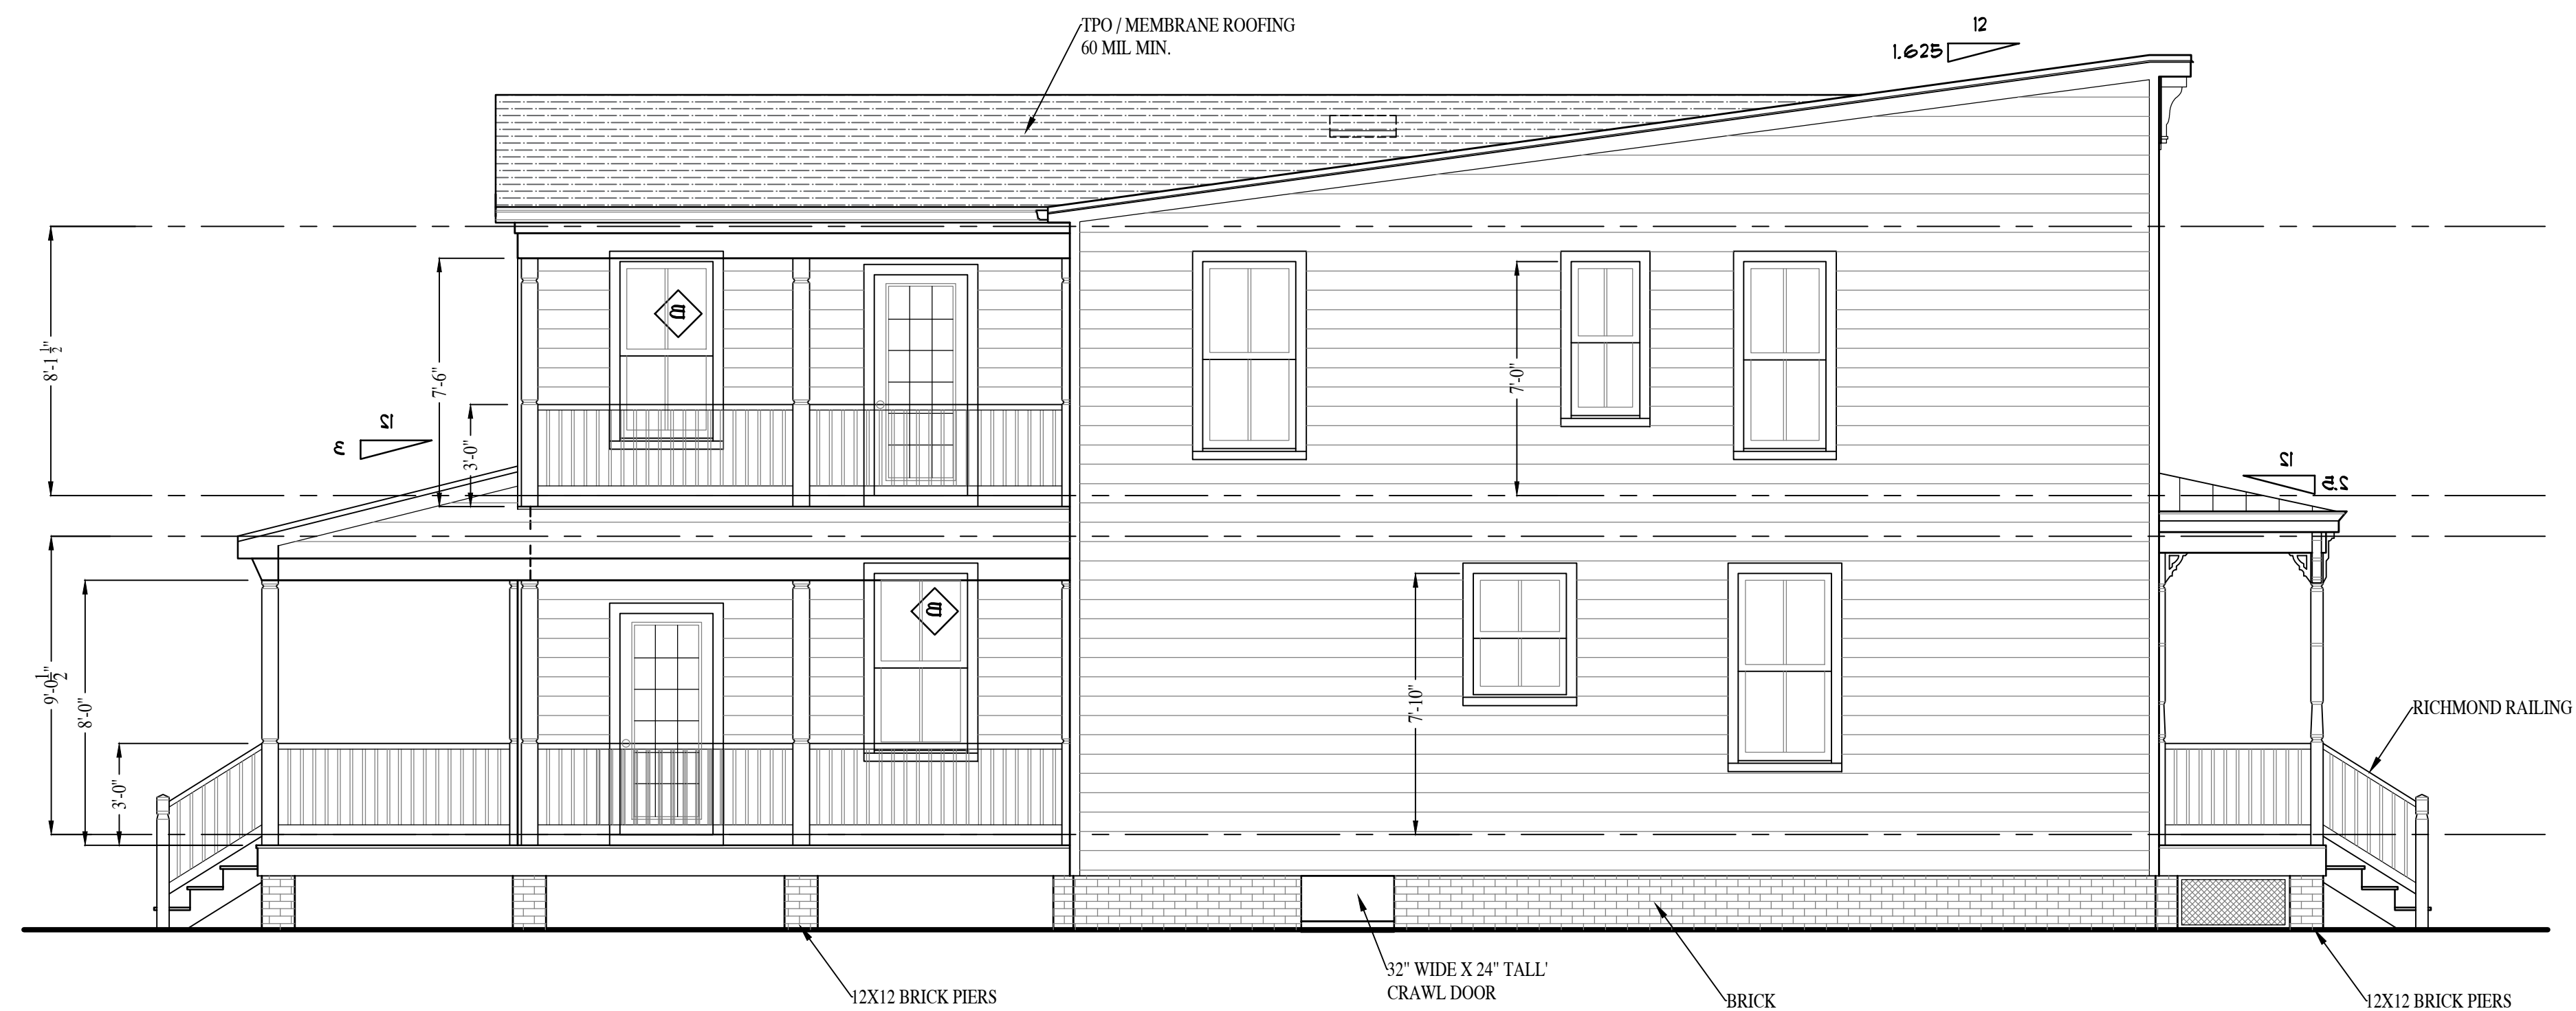 TPO / MEMBRANE ROOFING
60 MIL MIN.
12
1.625
8'-1 1/2"
7'-6"
3'-0"
12
3
7'-0"
12
2.5
9'-0 1/2"
8'-0"
3'-0"
B
B
7'-10"
RICHMOND RAILING
32" WIDE X 24" TALL'
CRAWL DOOR
12X12 BRICK PIERS
BRICK
12X12 BRICK PIERS